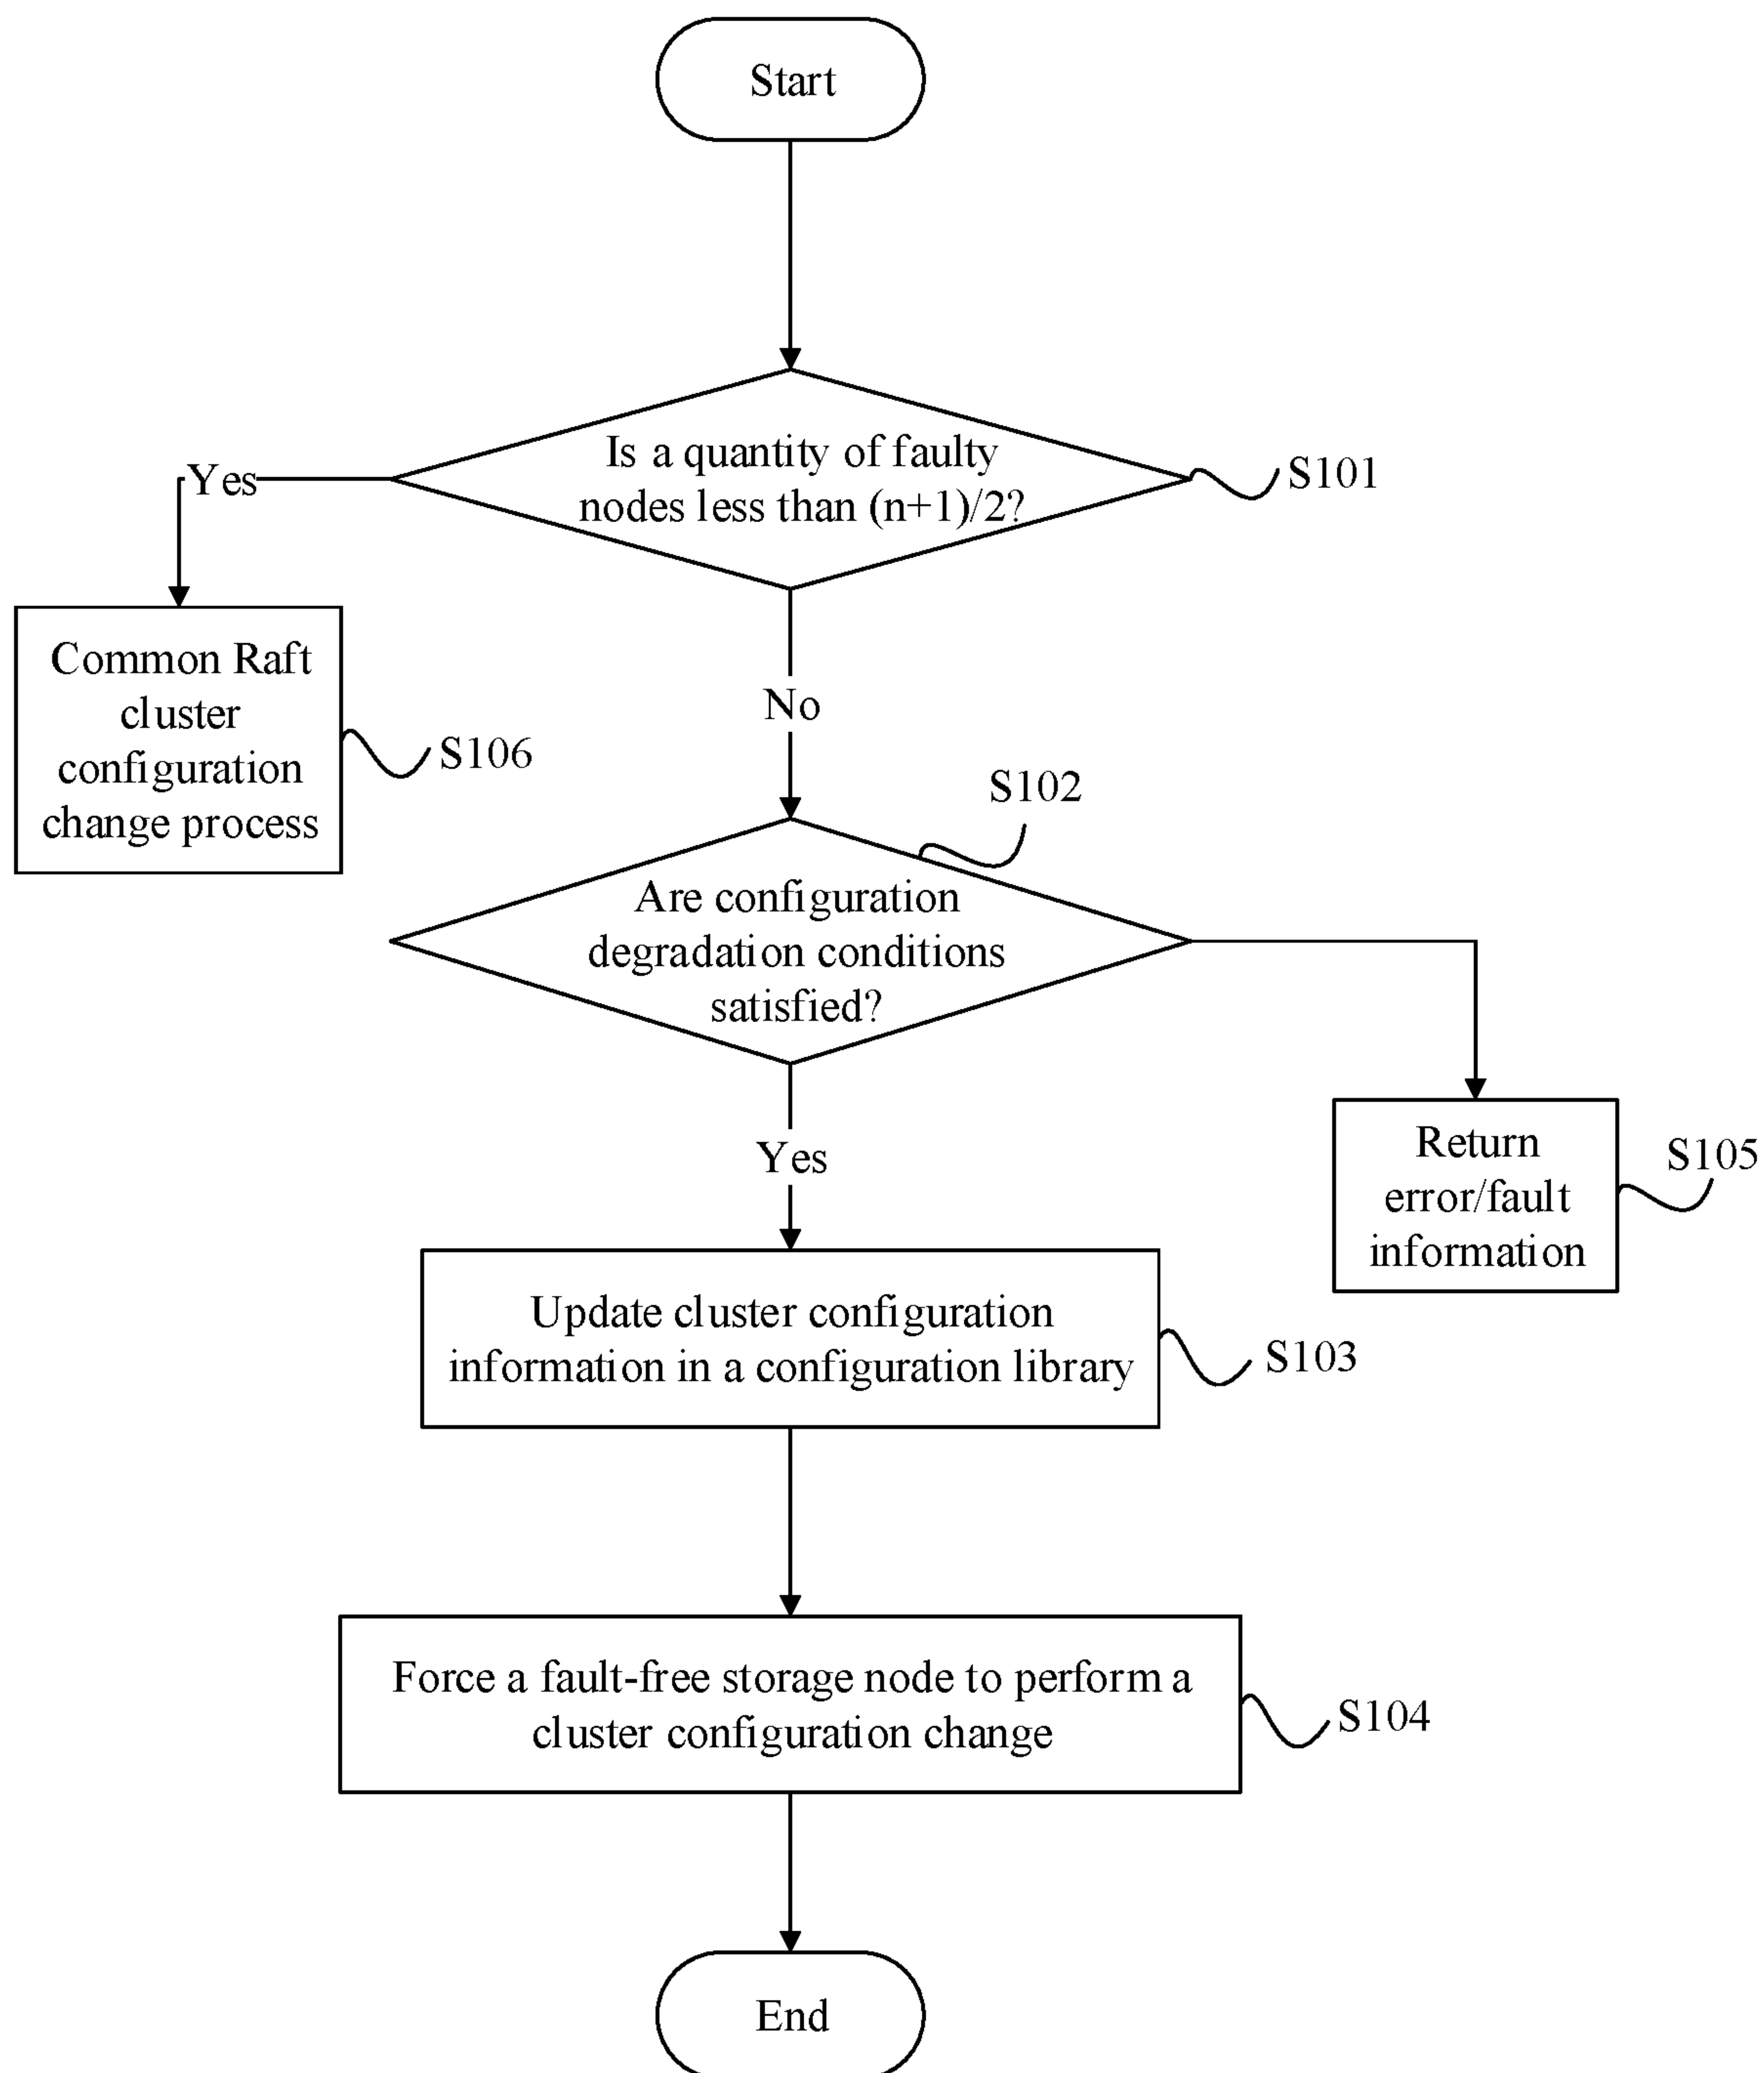 Start
Is a quantity of faulty
nodes less than (n+1)/2?
S101
Yes
Common Raft
cluster
configuration
change process
S106
No
S102
Are configuration
degradation conditions
satisfied?
Yes
Return
error/fault
information
S105
Update cluster configuration
information in a configuration library
S103
Force a fault-free storage node to perform a
cluster configuration change
S104
End